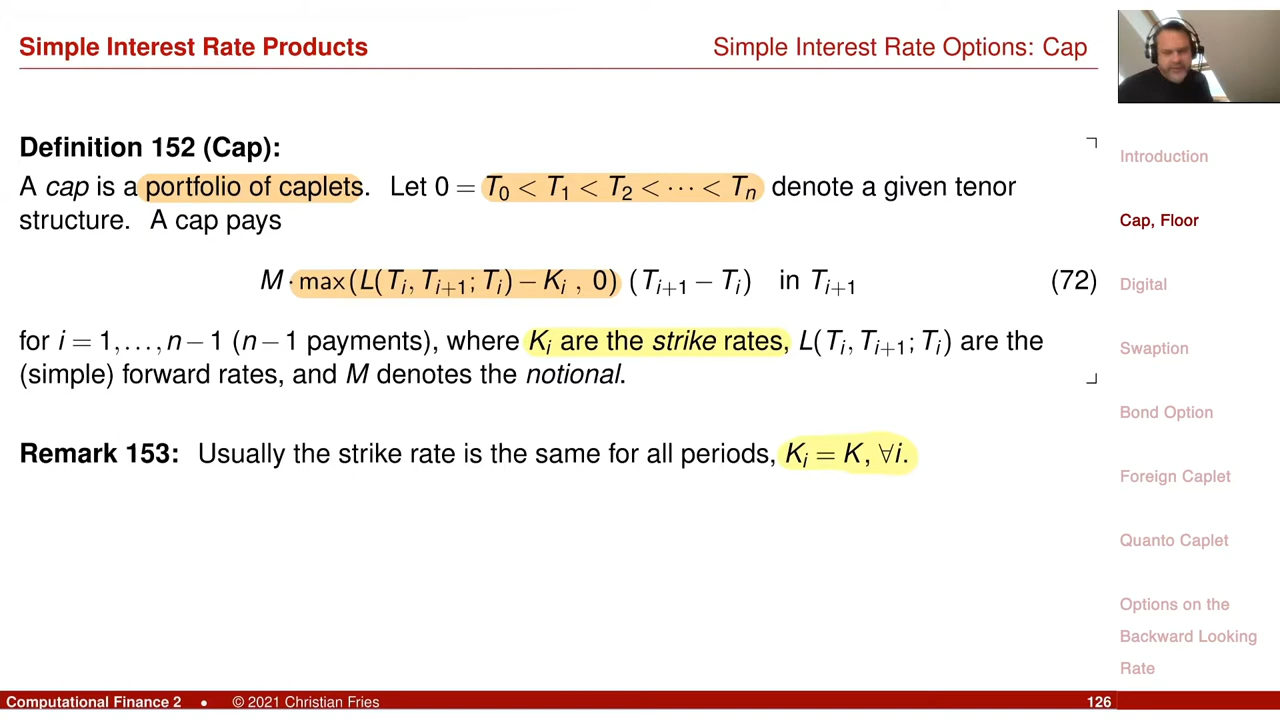 Simple Interest Rate Products
Simple Interest Rate Options: Cap
Definition 152 (Cap):
A cap is a portfolio of caplets. Let 0 = T₀ < T₁ < T₂ < ⋯ < Tₙ denote a given tenor
structure. A cap pays
M · max(L(Tᵢ, Tᵢ₊₁; Tᵢ) − Kᵢ , 0) (Tᵢ₊₁ − Tᵢ) in Tᵢ₊₁ (72)
for i = 1,…,n−1 (n−1 payments), where Kᵢ are the strike rates, L(Tᵢ, Tᵢ₊₁; Tᵢ) are the
(simple) forward rates, and M denotes the notional.
Remark 153: Usually the strike rate is the same for all periods, Kᵢ = K, ∀i.
Introduction
Cap, Floor
Digital
Swaption
Bond Option
Foreign Caplet
Quanto Caplet
Options on the
Backward Looking
Rate
Computational Finance 2 • © 2021 Christian Fries 126